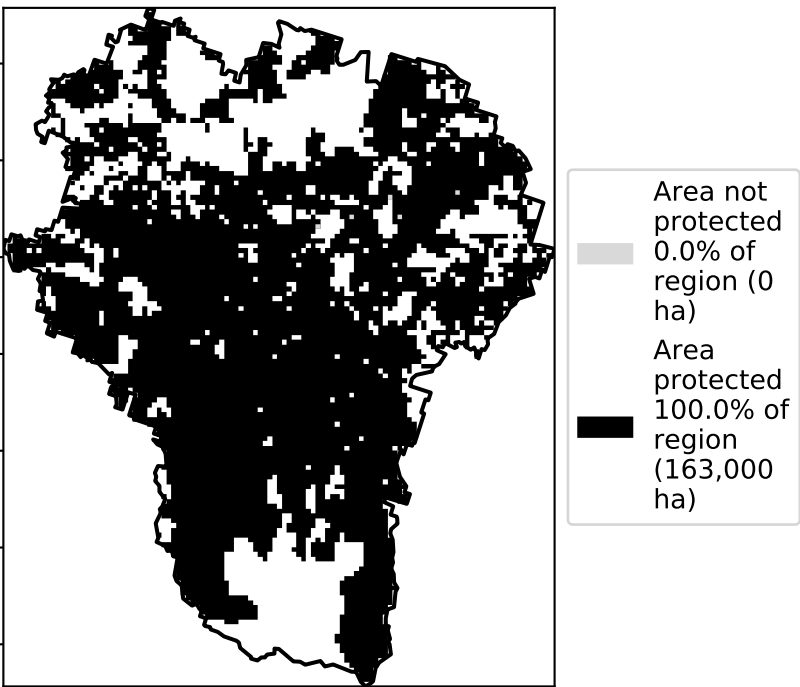 Area not
protected
0.0% of
region (0
ha)
Area
protected
100.0% of
region
(163,000
ha)